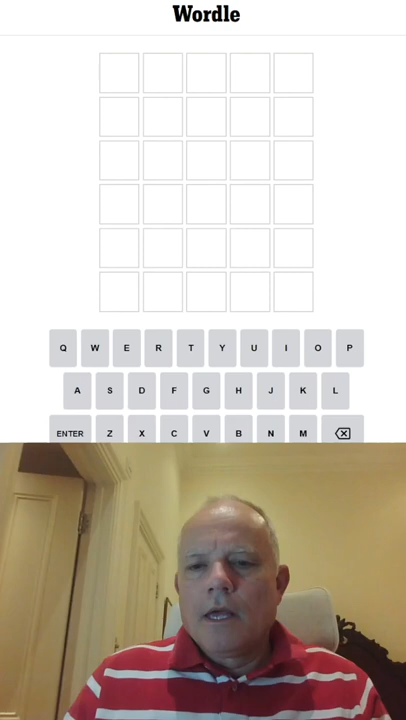 Wordle
Q W E R T Y U I O P
A S D F G H J K L
ENTER Z X C V B N M